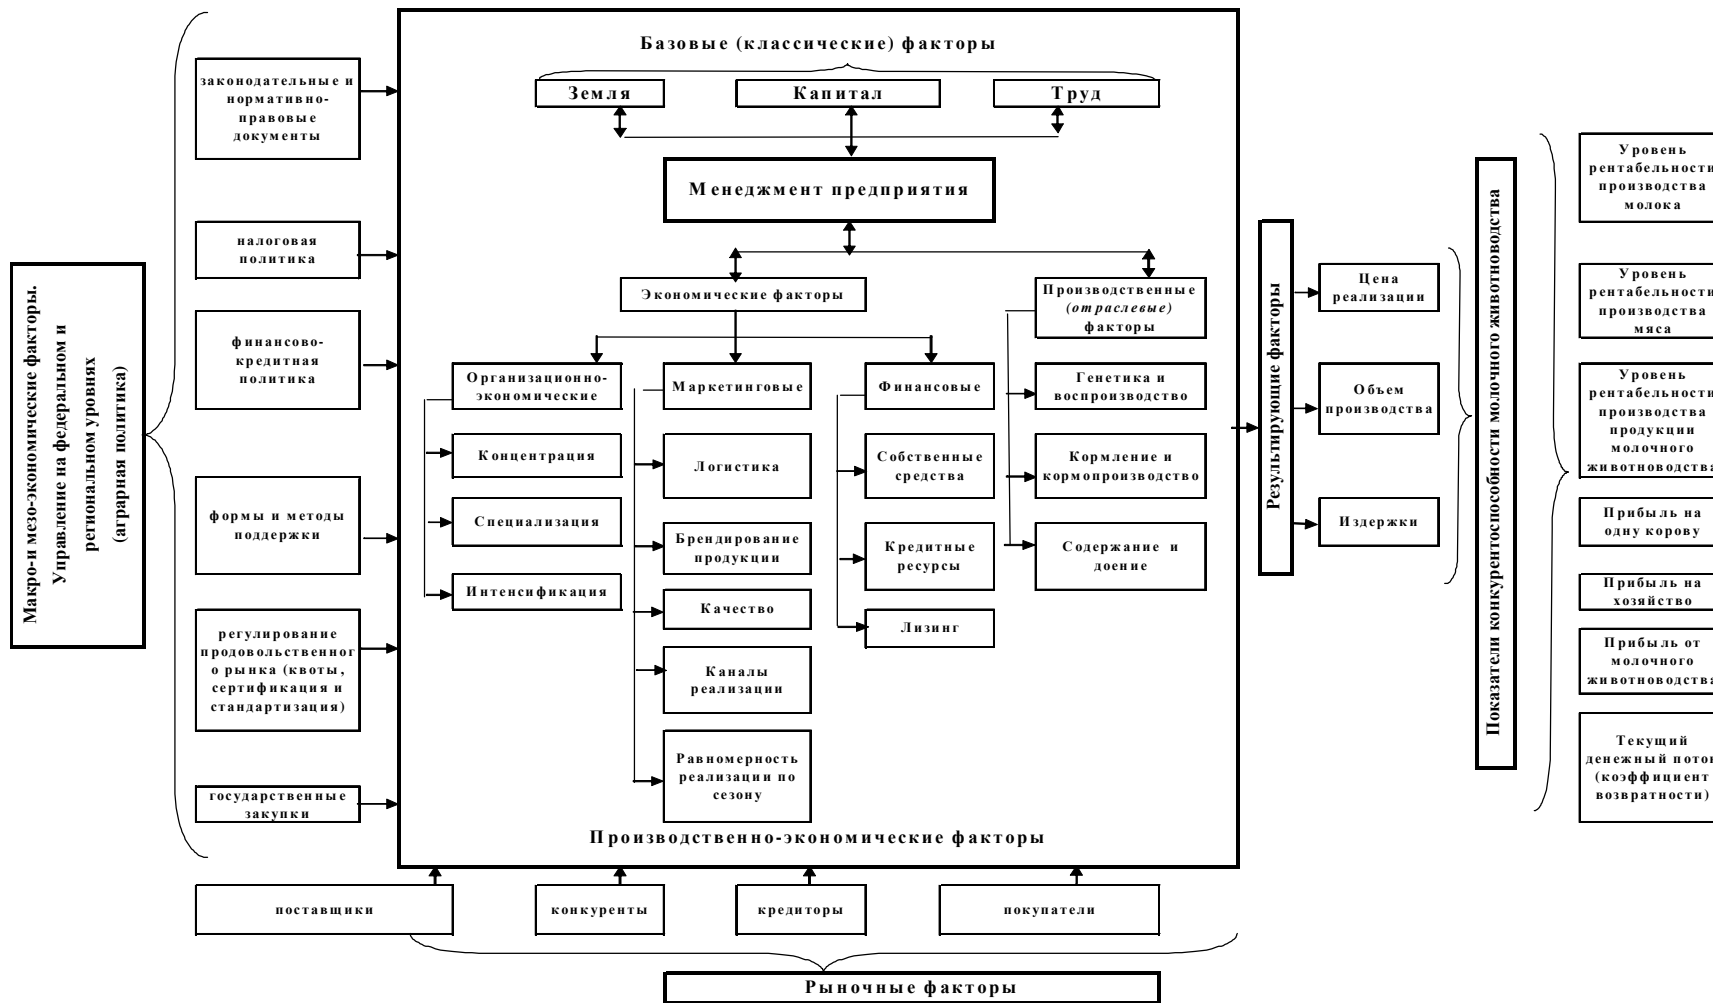 Макро-и мезо-экономические факторы.
Управление на федеральном и
региональном уровнях
(аграрная политика)
законодательные и
нормативно-
правовые
документы
налоговая
политика
финансово-
кредитная
политика
формы и методы
поддержки
регулирование
продовольственног
о рынка (квоты,
сертификация и
стандартизация)
государственные
закупки
Базовые (классические) факторы
Земля
Капитал
Труд
Менеджмент предприятия
Экономические факторы
Производственные
(отраслевые)
факторы
Организационно-
экономические
Концентрация
Специализация
Интенсификация
Маркетинговые
Логистика
Брендирование
продукции
Качество
Каналы
реализации
Равномерность
реализации по
сезону
Финансовые
Собственные
средства
Кредитные
ресурсы
Лизинг
Генетика и
воспроизводство
Кормление и
кормопроизводство
Содержание и
доение
Производственно-экономические факторы
поставщики
конкуренты
кредиторы
покупатели
Рыночные факторы
Результирующие факторы
Цена
реализации
Объем
производства
Издержки
Показатели конкурентоспособности молочного животноводства
Уровень
рентабельности
производства
молока
Уровень
рентабельности
производства
мяса
Уровень
рентабельности
производства
продукции
молочного
животноводства
Прибыль на
одну корову
Прибыль на
хозяйство
Прибыль от
молочного
животноводства
Текущий
денежный поток
(коэффициент
возвратности)